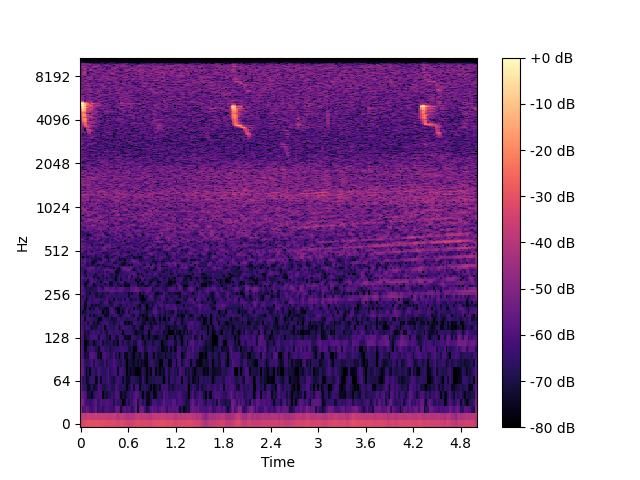 8192
4096
2048
1024
512
256
128
64
0
Hz
0 0.6 1.2 1.8 2.4 3 3.6 4.2 4.8
Time
+0 dB
-10 dB
-20 dB
-30 dB
-40 dB
-50 dB
-60 dB
-70 dB
-80 dB